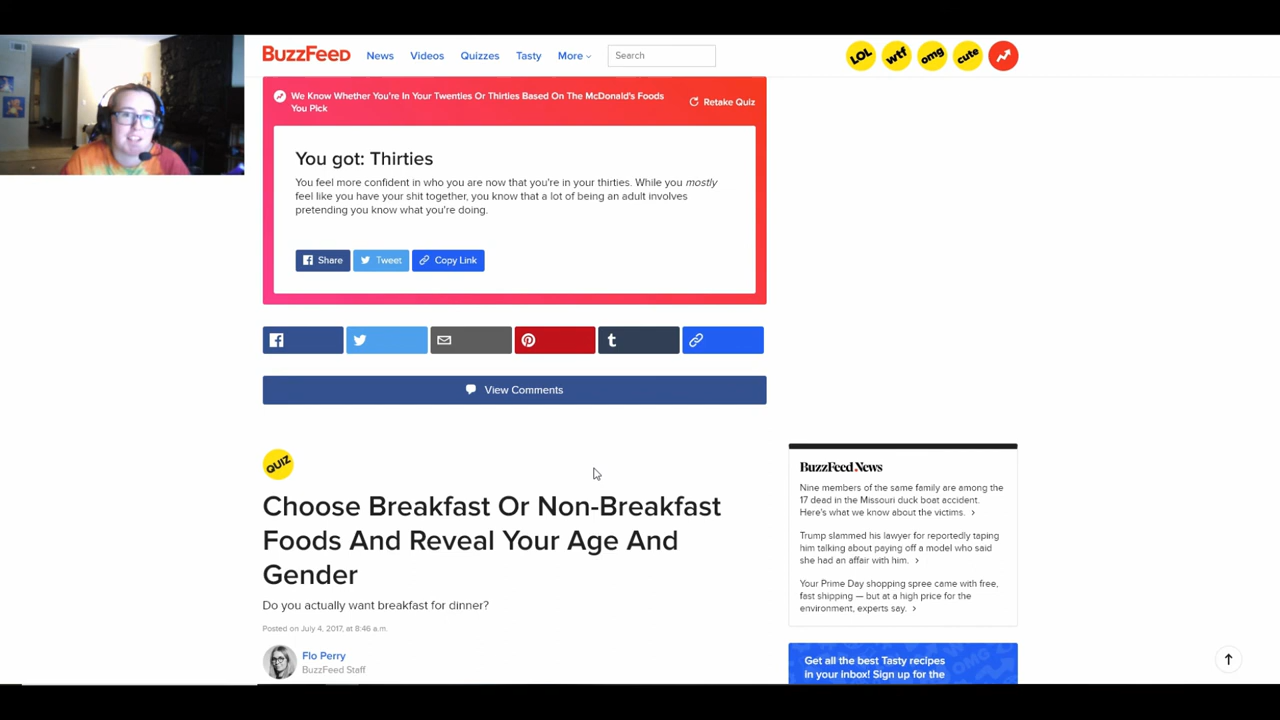 BuzzFeed News Videos Quizzes Tasty More Search LOL wtf omg cute
We Know Whether You're In Your Twenties Or Thirties Based On The McDonald's Foods
You Pick
Retake Quiz
You got: Thirties
You feel more confident in who you are now that you're in your thirties. While you mostly
feel like you have your shit together, you know that a lot of being an adult involves
pretending you know what you're doing.
Share Tweet Copy Link
View Comments
QUIZ
Choose Breakfast Or Non-Breakfast
Foods And Reveal Your Age And
Gender
Do you actually want breakfast for dinner?
Posted on July 4, 2017, at 8:46 a.m.
Flo Perry
BuzzFeed Staff
BuzzFeed News
Nine members of the same family are among the
17 dead in the Missouri duck boat accident.
Here's what we know about the victims.
Trump slammed his lawyer for reportedly taping
him talking about paying off a model who said
she had an affair with him.
Your Prime Day shopping spree came with free,
fast shipping — but at a high price for the
environment, experts say.
Get all the best Tasty recipes
in your inbox! Sign up for the